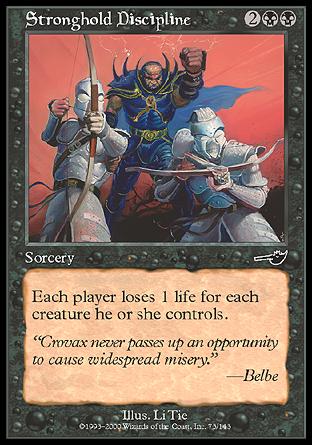 Stronghold Discipline 2
Sorcery
Each player loses 1 life for each
creature he or she controls.
“Crovax never passes up an opportunity
to cause widespread misery.”
—Belbe
Illus. Li Tie
©1993–2000 Wizards of the Coast, Inc. 73/143